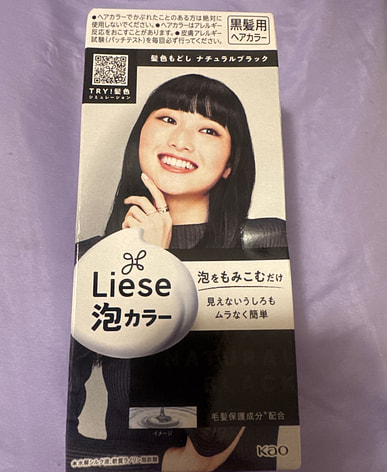 ●ヘアカラーでかぶれたことのある方は絶対に
使用しないでください。●ヘアカラーはアレルギー
反応をおこすことがあります。●皮膚アレルギー
試験(パッチテスト)を毎回必ず行ってください。
黒髪用
ヘアカラー
髪色もどし ナチュラルブラック
TRY!髪色
シミュレーション
Liese
泡カラー
泡をもみこむだけ
見えないうしろも
ムラなく簡単
NATURAL
BLACK
毛髪保護成分*配合
イメージ
Kao